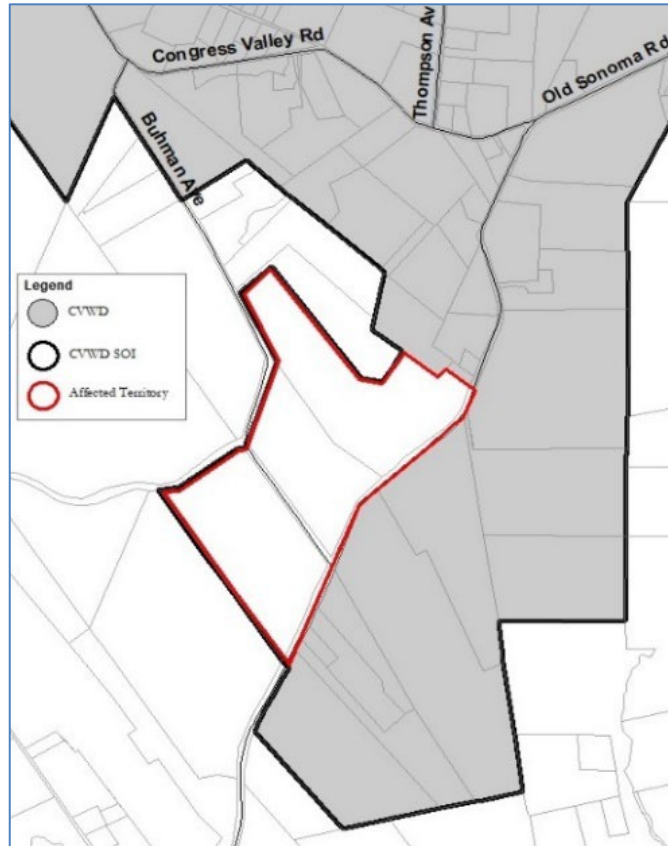 Congress Valley Rd
Thompson Av
Old Sonoma Rd
Buhman Ave
Legend
CVWD
CVWD SOI
Affected Territory